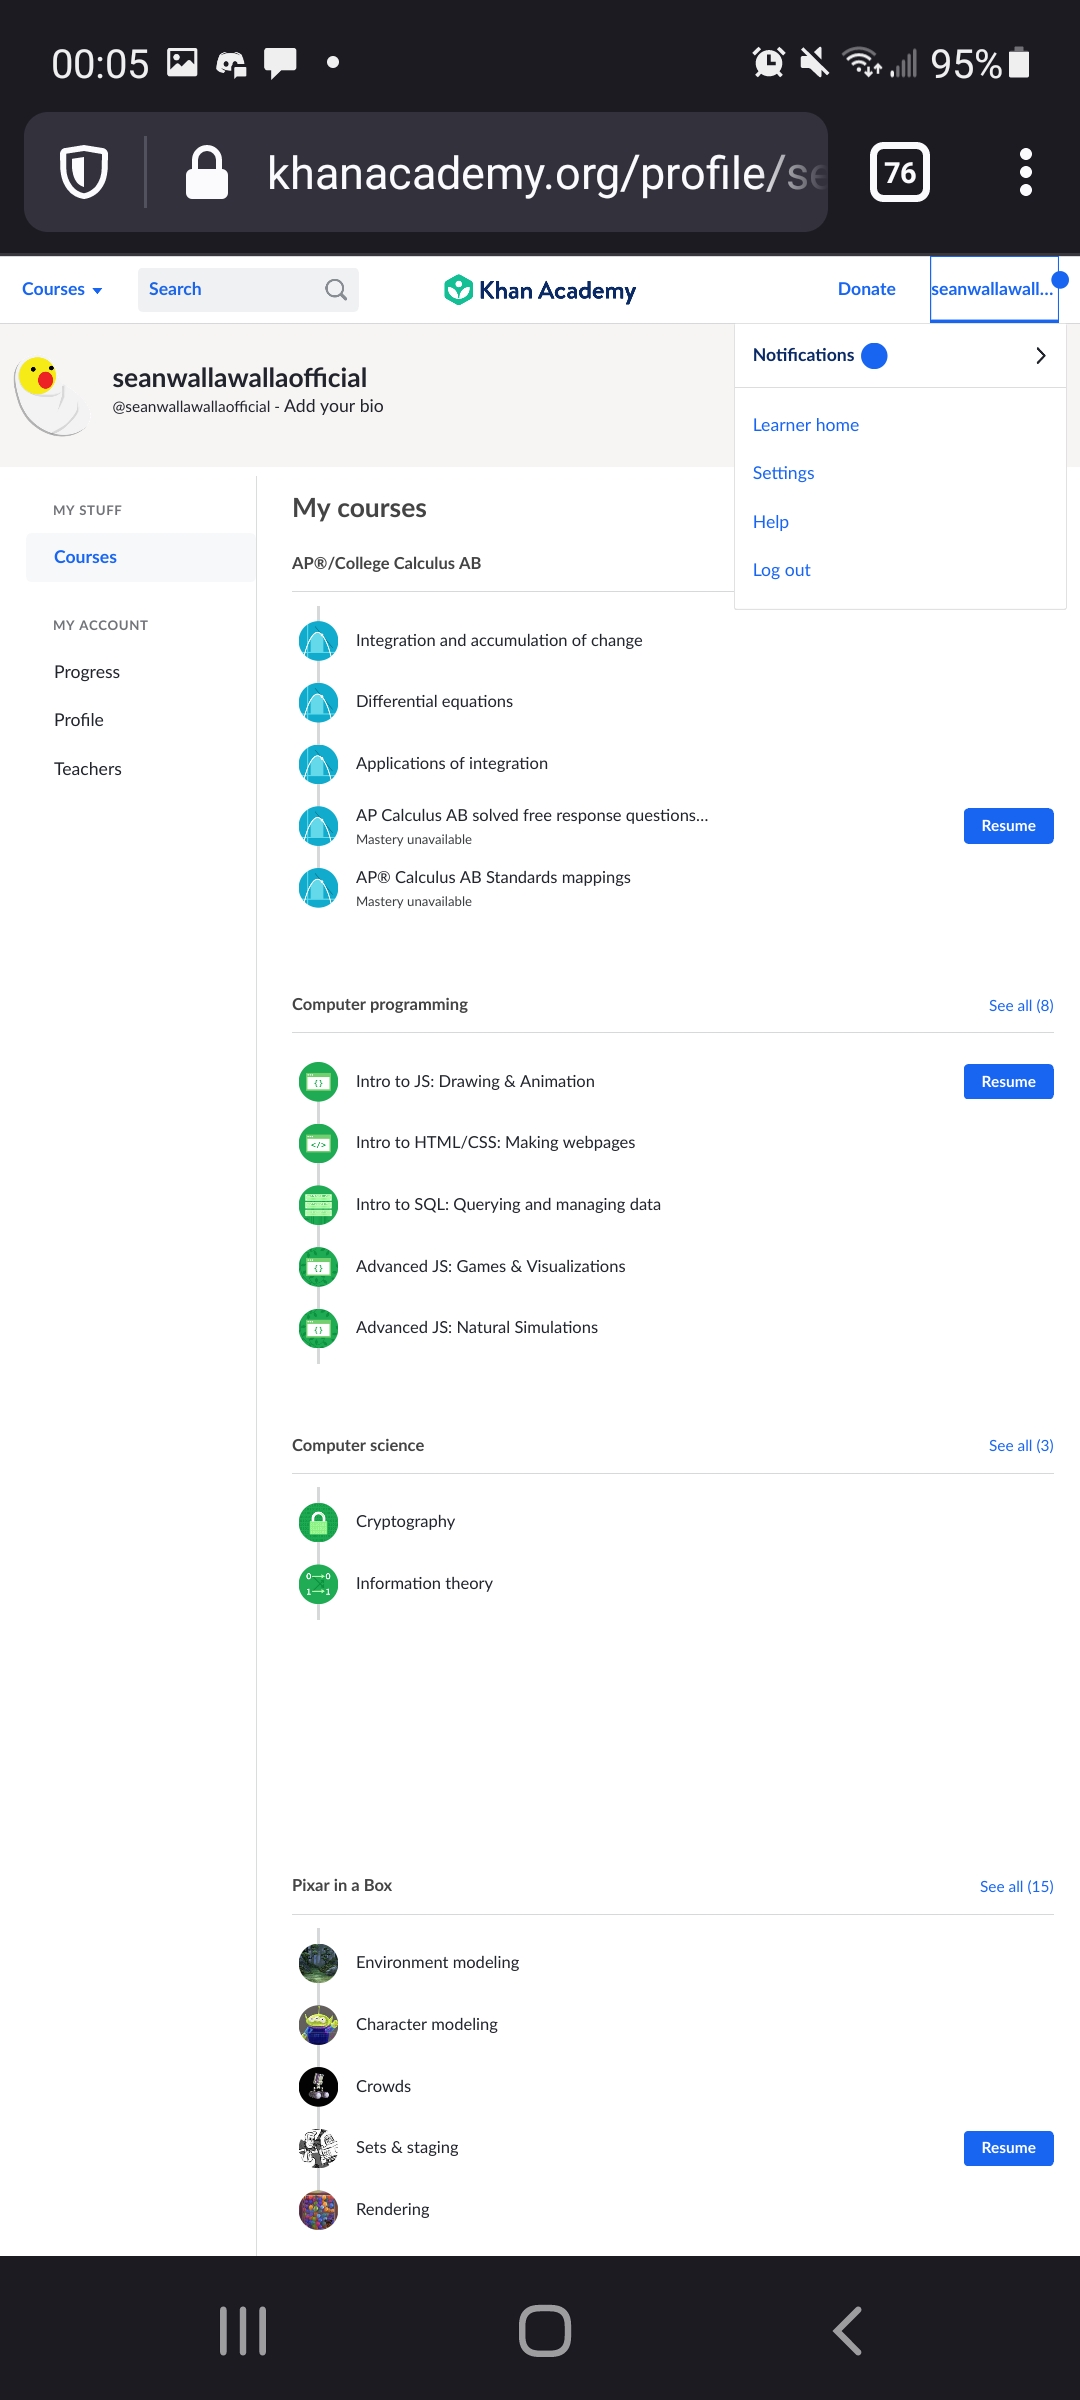 00:05
95%
khanacademy.org/profile/se
76
Courses
Search
Khan Academy
Donate
seanwallawall...
Notifications
Learner home
Settings
Help
Log out
seanwallawallaofficial
@seanwallawallaofficial - Add your bio
MY STUFF
Courses
MY ACCOUNT
Progress
Profile
Teachers
My courses
AP®/College Calculus AB
Integration and accumulation of change
Differential equations
Applications of integration
AP Calculus AB solved free response questions...
Mastery unavailable
Resume
AP® Calculus AB Standards mappings
Mastery unavailable
Computer programming
See all (8)
Intro to JS: Drawing & Animation
Resume
Intro to HTML/CSS: Making webpages
Intro to SQL: Querying and managing data
Advanced JS: Games & Visualizations
Advanced JS: Natural Simulations
Computer science
See all (3)
Cryptography
Information theory
Pixar in a Box
See all (15)
Environment modeling
Character modeling
Crowds
Sets & staging
Resume
Rendering